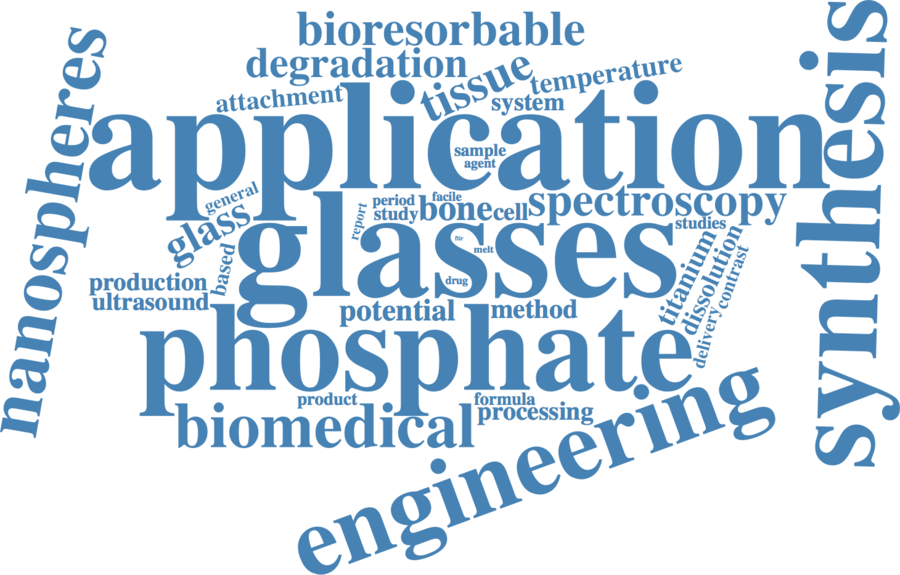 bioresorbable
degradation
tissue
temperature
attachment
system
nanospheres
application
synthesis
sample
agent
general
glass
report
period
facile
study
bone
cell
spectroscopy
studies
glasses
ftir
melt
drug
based
production
ultrasound
titanium
dissolution
contrast
delivery
potential
method
phosphate
product
formula
processing
biomedical
engineering